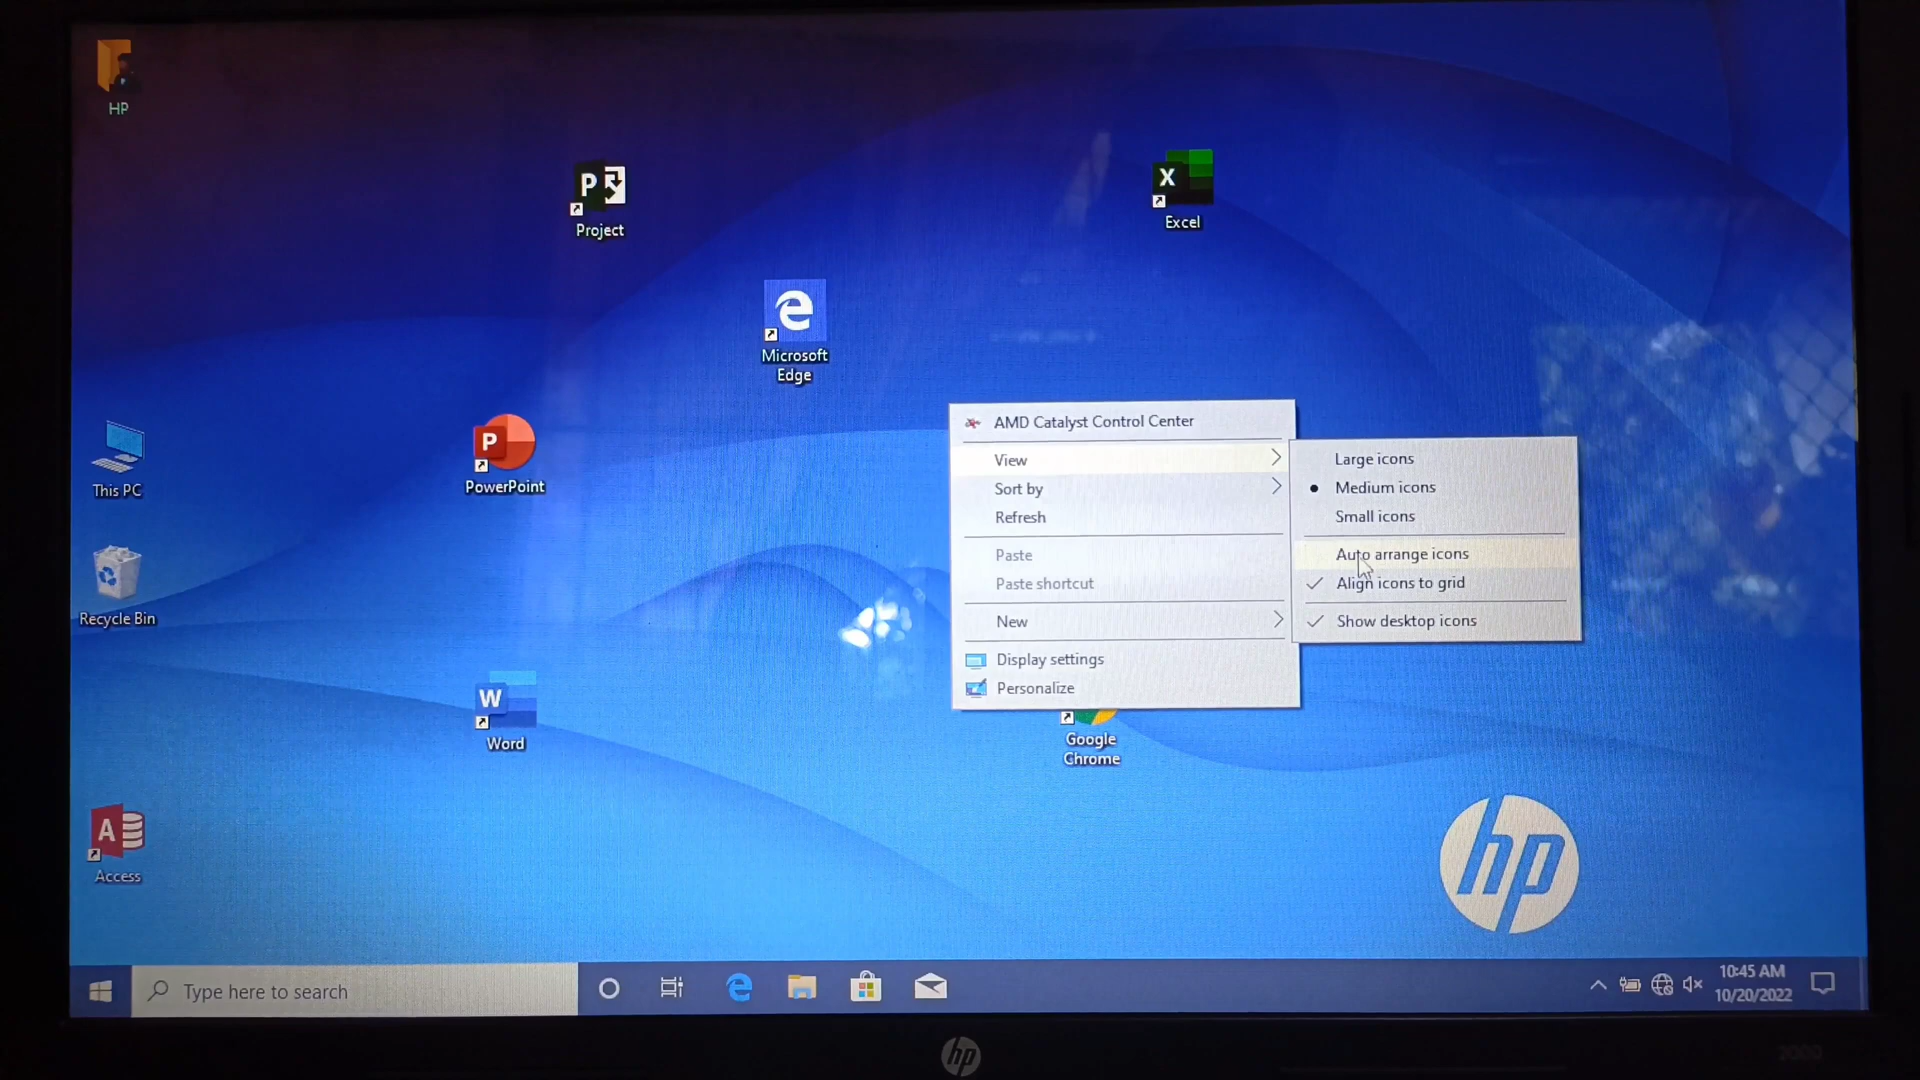 HP
P
Project
X
Excel
Microsoft
Edge
This PC
P
PowerPoint
Recycle Bin
W
Word
A
Access
AMD Catalyst Control Center
View
Sort by
Refresh
Paste
Paste shortcut
New
Display settings
Personalize
Large icons
Medium icons
Small icons
Auto arrange icons
Align icons to grid
Show desktop icons
Google
Chrome
hp
Type here to search
10:45 AM
10/20/2022
hp
2000